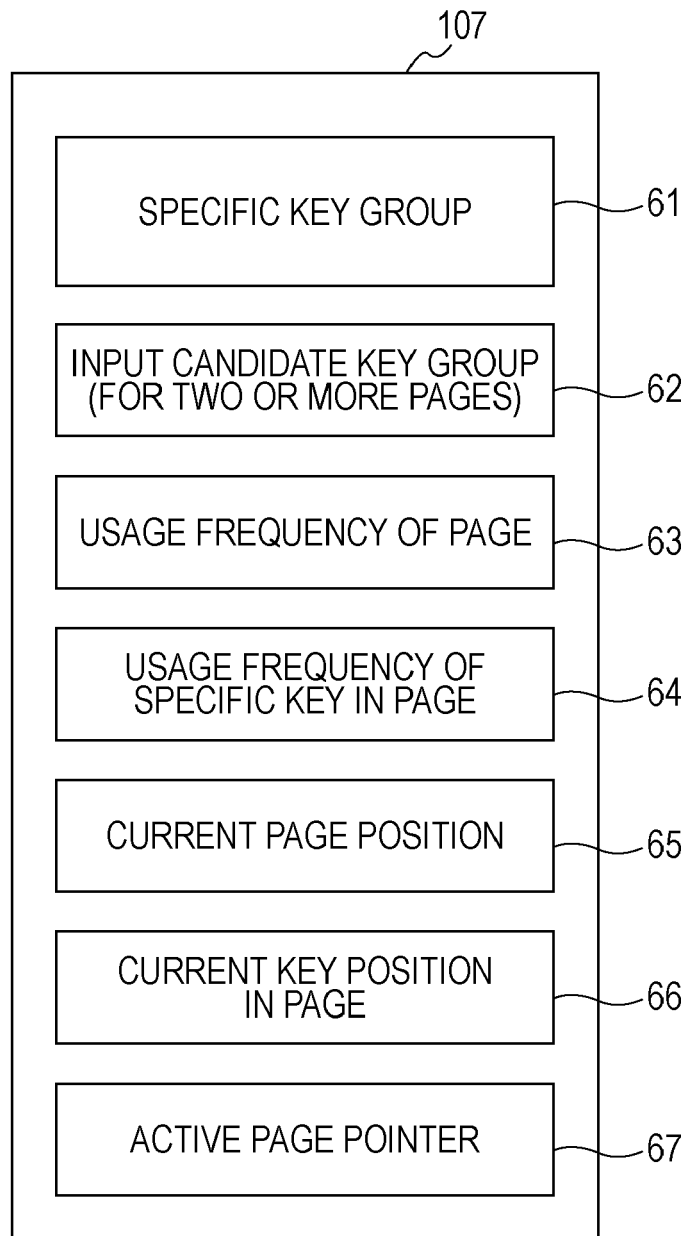 107
SPECIFIC KEY GROUP
61
INPUT CANDIDATE KEY GROUP
(FOR TWO OR MORE PAGES)
62
USAGE FREQUENCY OF PAGE
63
USAGE FREQUENCY OF
SPECIFIC KEY IN PAGE
64
CURRENT PAGE POSITION
65
CURRENT KEY POSITION
IN PAGE
66
ACTIVE PAGE POINTER
67